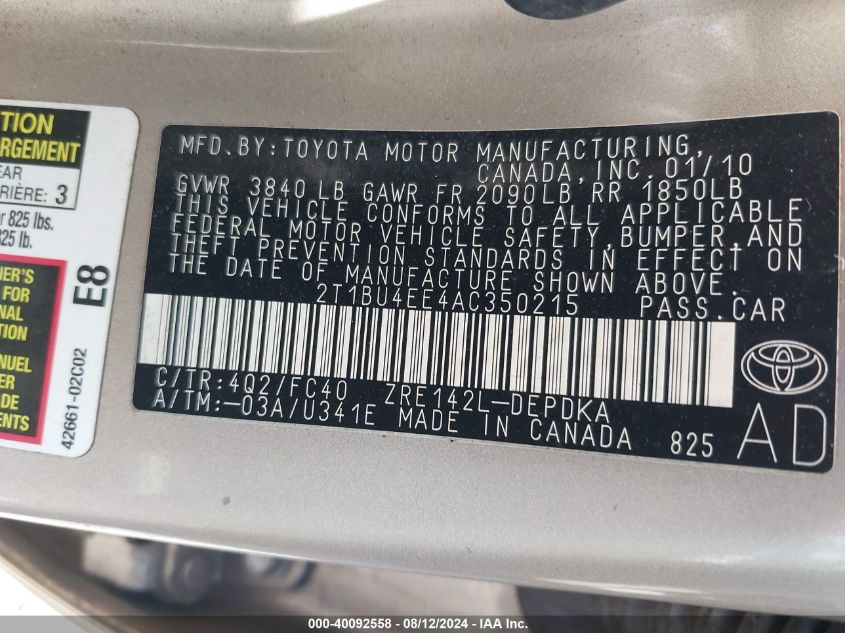 TION
RGEMENT
EAR
RRIÈRE: 3
825 lbs.
825 lb.
NER'S
FOR
NAL
TION
ANUEL
DE
ENTS
E8
42661-02C02
MFD. BY: TOYOTA MOTOR MANUFACTURING,
CANADA, INC. 01/10
GVWR 3840 LB GAWR FR 2090LB RR 1850LB
THIS VEHICLE CONFORMS TO ALL APPLICABLE
FEDERAL MOTOR VEHICLE SAFETY, BUMPER, AND
THEFT PREVENTION STANDARDS IN EFFECT ON
THE DATE OF MANUFACTURE SHOWN ABOVE.
2T1BU4EE4AC350215 PASS. CAR
C/TR: 4Q2/FC40 ZRE142L-DEPDKA
A/TM:-03A/U341E MADE IN CANADA 825
AD
000-40092558 - 08/12/2024 - IAA Inc.